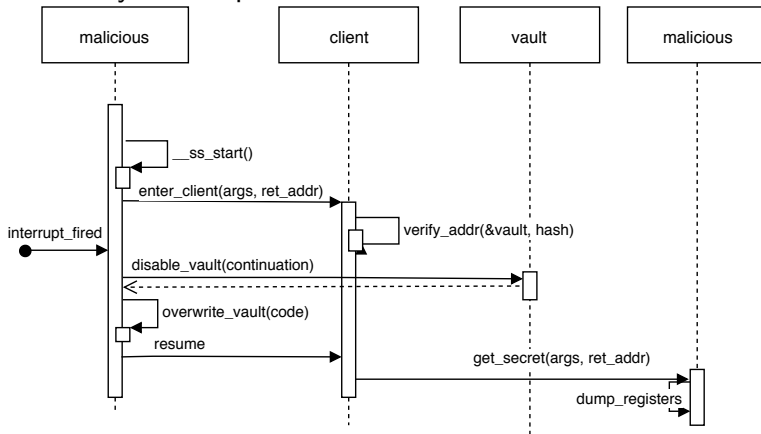 malicious
client
vault
malicious
__ss_start()
enter_client(args, ret_addr)
verify_addr(&vault, hash)
interrupt_fired
disable_vault(continuation)
overwrite_vault(code)
resume
get_secret(args, ret_addr)
dump_registers